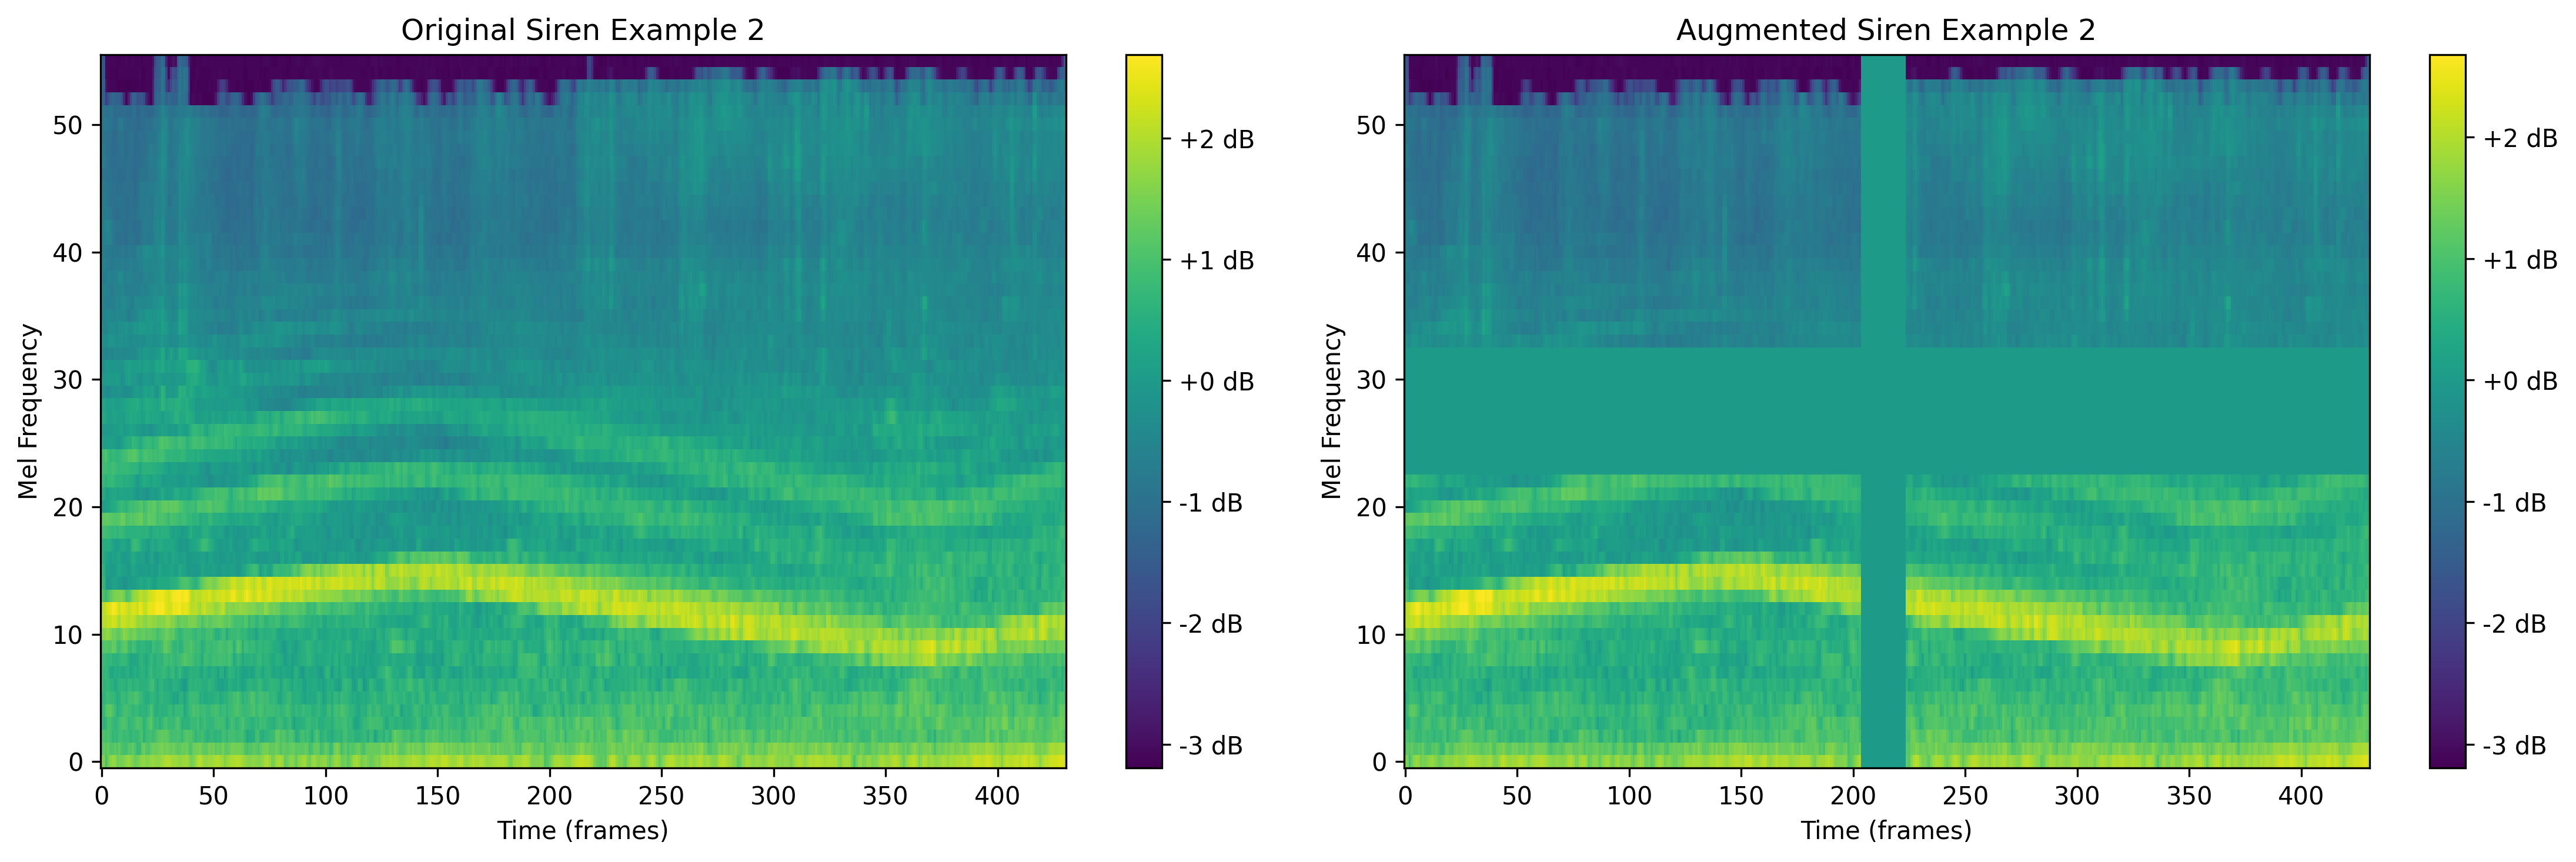 Original Siren Example 2
Mel Frequency
50
40
30
20
10
0
0 50 100 150 200 250 300 350 400
Time (frames)
+2 dB
+1 dB
+0 dB
-1 dB
-2 dB
-3 dB
Augmented Siren Example 2
Mel Frequency
50
40
30
20
10
0
0 50 100 150 200 250 300 350 400
Time (frames)
+2 dB
+1 dB
+0 dB
-1 dB
-2 dB
-3 dB